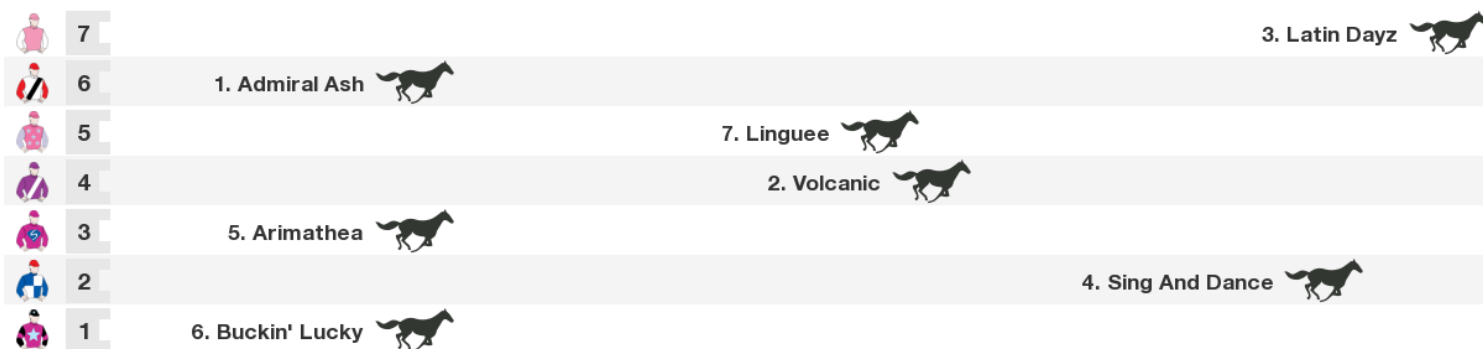 7 3. Latin Dayz
6 1. Admiral Ash
5 7. Linguee
4 2. Volcanic
3 5. Arimathea
2 4. Sing And Dance
1 6. Buckin' Lucky